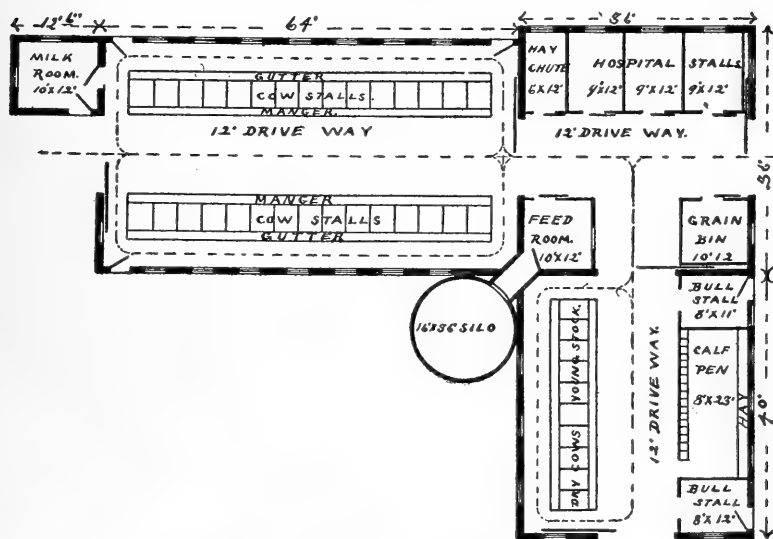 12' 6"
64'
36'
MILK
ROOM.
10'X12'
GUTTER
COW STALLS.
MANGER.
12' DRIVE WAY
HAY
CHUTE
6'X12'
HOSPITAL STALLS
9'X12' 9'X12' 9'X12'
12' DRIVE WAY.
36'
MANGER
COW STALLS
GUTTER
FEED
ROOM.
10'X12'
GRAIN
BIN
10' 12
16'X36' SILO
BULL
STALL
8'X11'
DRY COWS YOUNG STOCK.
12' DRIVE WAY.
CALF
PEN
8'X23'
HAY
40'
BULL
STALL
8'X12'